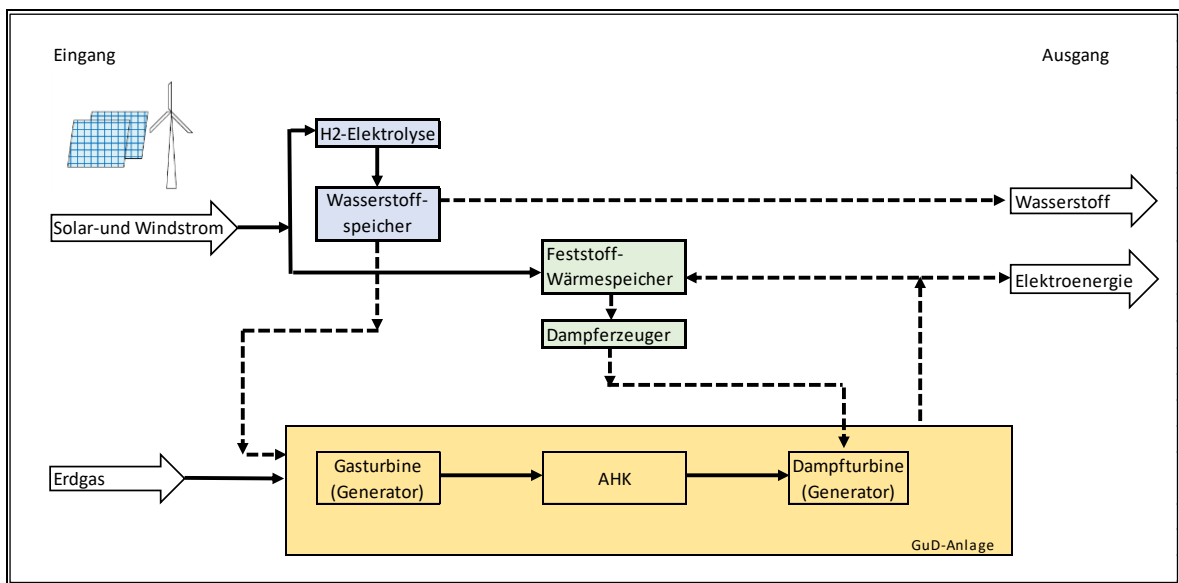 Eingang
Ausgang
H2-Elektrolyse
Wasserstoff-
speicher
Wasserstoff
Solar-und Windstrom
Feststoff-
Wärmespeicher
Elektroenergie
Dampferzeuger
Erdgas
Gasturbine
(Generator)
AHK
Dampfturbine
(Generator)
GuD-Anlage